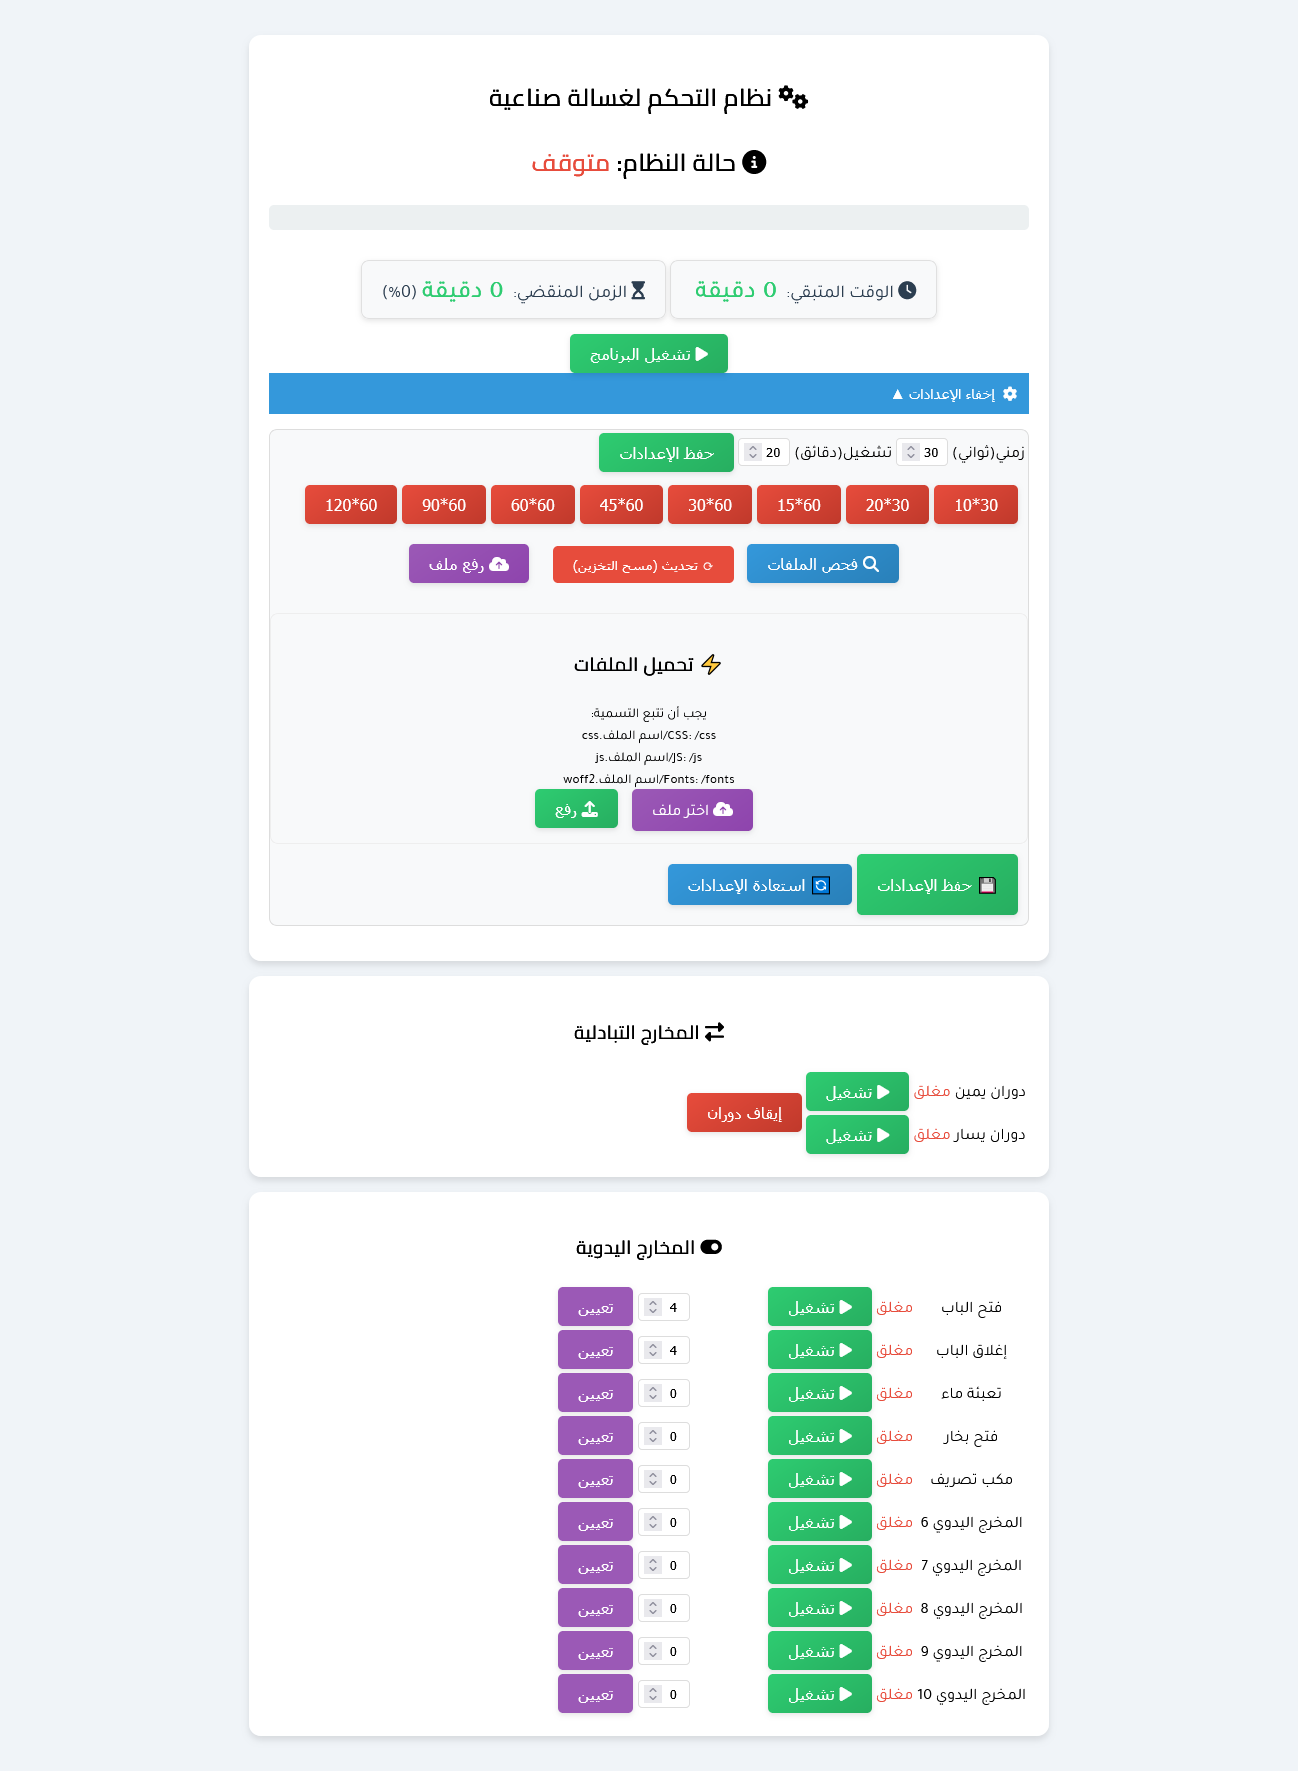 نظام التحكم لغسالة صناعية
حالة النظام: متوقف
الوقت المتبقي: 0 دقيقة
الزمن المنقضي: 0 دقيقة (0%)
تشغيل البرنامج
إخفاء الإعدادات ▲
زمني(ثواني) 30 تشغيل(دقائق) 20 حفظ الإعدادات
10*30 20*30 15*60 30*60 45*60 60*60 90*60 120*60
فحص الملفات ⟳ تحديث (مسح التخزين) رفع ملف
⚡ تحميل الملفات
يجب أن تتبع التسمية:
CSS: /css/اسم الملف.css
JS: /js/اسم الملف.js
Fonts: /fonts/اسم الملف.woff2
اختر ملف رفع
💾 حفظ الإعدادات 🔄 استعادة الإعدادات
المخارج التبادلية
دوران يمين مغلق تشغيل
إيقاف دوران
دوران يسار مغلق تشغيل
المخارج اليدوية
فتح الباب مغلق تشغيل 4 تعيين
إغلاق الباب مغلق تشغيل 4 تعيين
تعبئة ماء مغلق تشغيل 0 تعيين
فتح بخار مغلق تشغيل 0 تعيين
مكب تصريف مغلق تشغيل 0 تعيين
المخرج اليدوي 6 مغلق تشغيل 0 تعيين
المخرج اليدوي 7 مغلق تشغيل 0 تعيين
المخرج اليدوي 8 مغلق تشغيل 0 تعيين
المخرج اليدوي 9 مغلق تشغيل 0 تعيين
المخرج اليدوي 10 مغلق تشغيل 0 تعيين